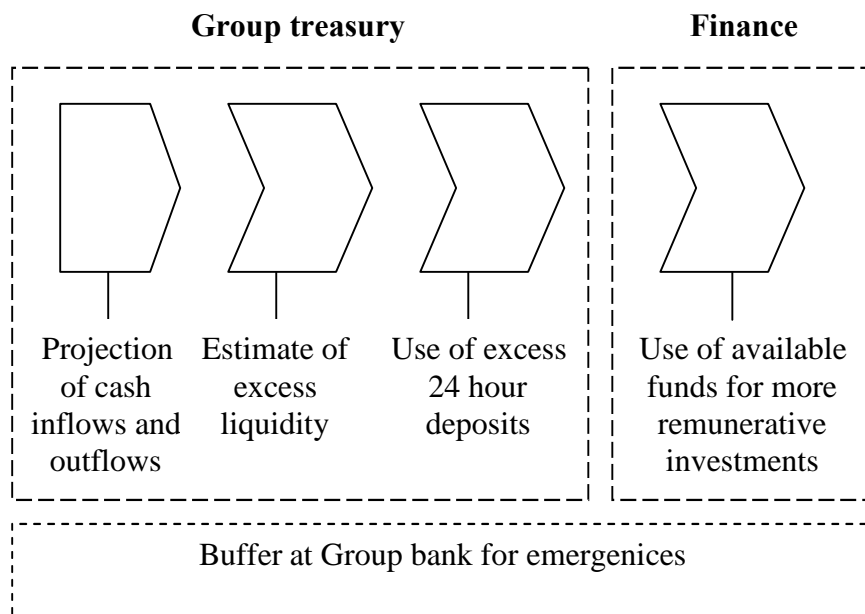 Group treasury
Finance
Projection
of cash
inflows and
outflows
Estimate of
excess
liquidity
Use of excess
24 hour
deposits
Use of available
funds for more
remunerative
investments
Buffer at Group bank for emergenices